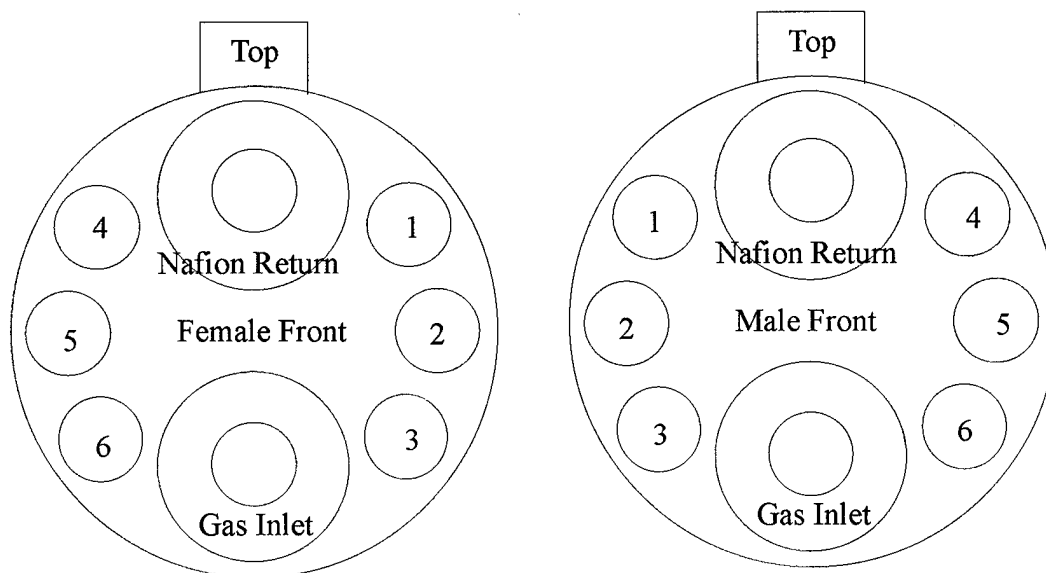 Top
4
1
Nafion Return
5
Female Front
2
6
3
Gas Inlet
Top
1
4
Nafion Return
2
Male Front
5
3
6
Gas Inlet